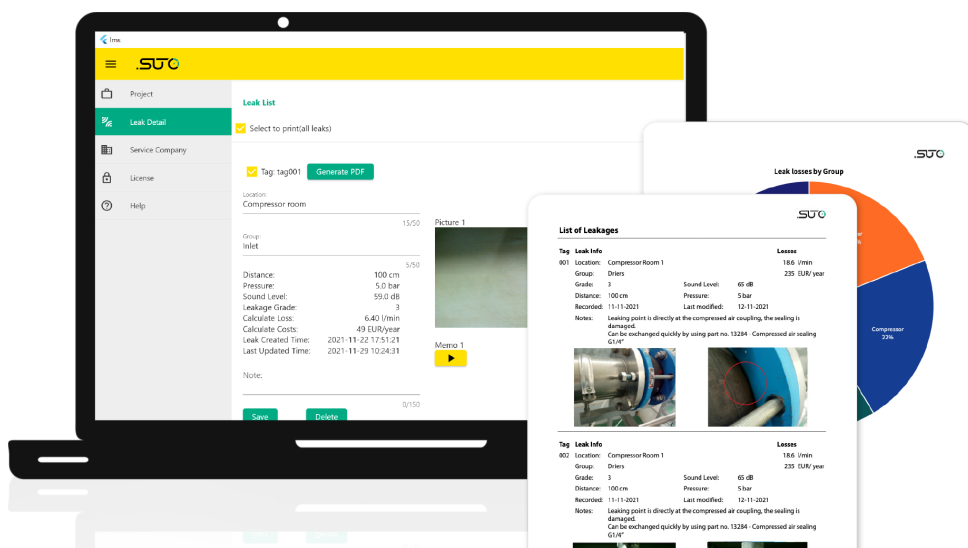 lms
.SUTO
Project
Leak Detail
Service Company
License
Help
Leak List
Select to print(all leaks)
Tag: tag001
Generate PDF
Location:
Compressor room
15/50
Group:
Inlet
5/50
Distance: 100 cm
Pressure: 5.0 bar
Sound Level: 59.0 dB
Leakage Grade: 3
Calculate Loss: 6.40 l/min
Calculate Costs: 49 EUR/year
Leak Created Time: 2021-11-22 17:51:21
Last Updated Time: 2021-11-29 10:24:31
Note:
0/150
Save Delete
Picture 1
Memo 1
.SUTO
Leak losses by Group
Compressor
22%
.SUTO
List of Leakages
Tag Leak Info Losses
001 Location: Compressor Room 1 18.6 l/min
Group: Driers 235 EUR/ year
Grade: 3 Sound Level: 65 dB
Distance: 100 cm Pressure: 5 bar
Recorded: 11-11-2021 Last modified: 12-11-2021
Notes: Leaking point is directly at the compressed air coupling, the sealing is
damaged.
Can be exchanged quickly by using part no. 13284 - Compressed air sealing
G1/4"
Tag Leak Info Losses
002 Location: Compressor Room 1 18.6 l/min
Group: Driers 235 EUR/ year
Grade: 3 Sound Level: 65 dB
Distance: 100 cm Pressure: 5 bar
Recorded: 11-11-2021 Last modified: 12-11-2021
Notes: Leaking point is directly at the compressed air coupling, the sealing is
damaged.
Can be exchanged quickly by using part no. 13284 - Compressed air sealing
G1/4"